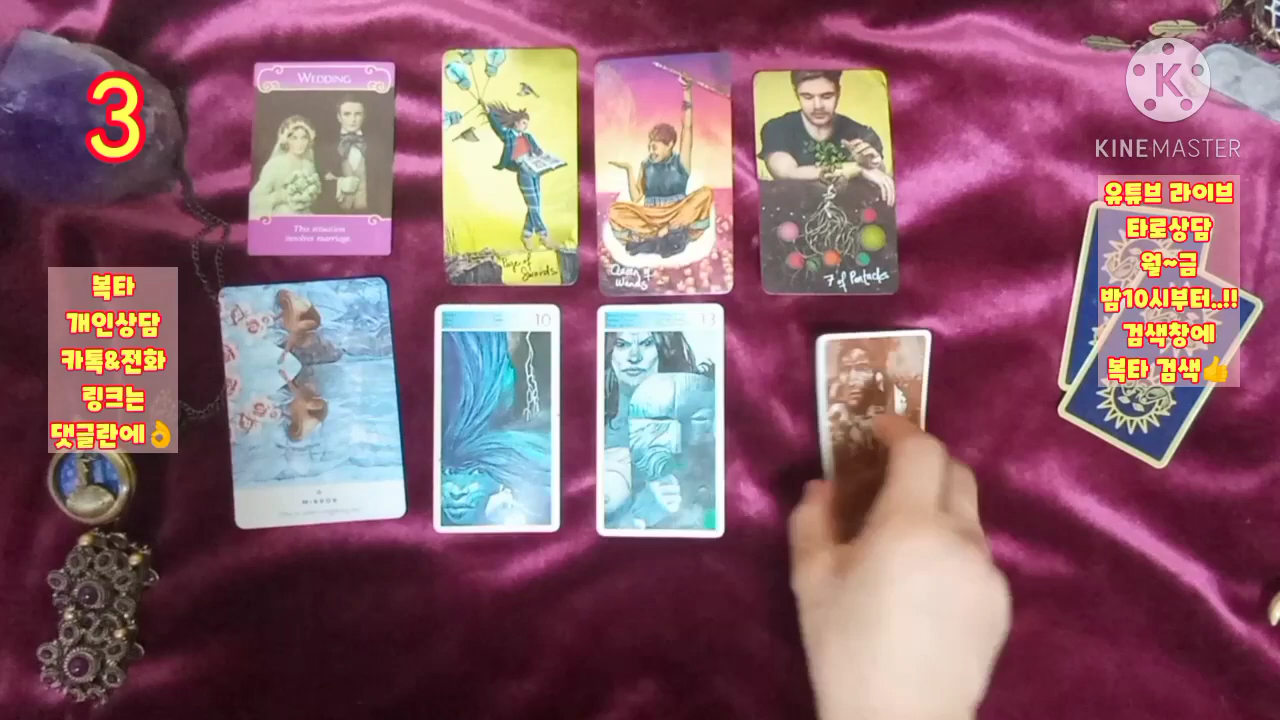 3
WEDDING
This situation
involves marriage.
Page of
Swords
Queen of
Wands
7 of Pentacles
MIRROR
10
13
K
KINEMASTER
유튜브 라이브
타로상담
월~금
밤10시부터..!!
검색창에
복타 검색👍
복타
개인상담
카톡&전화
링크는
댓글란에👌